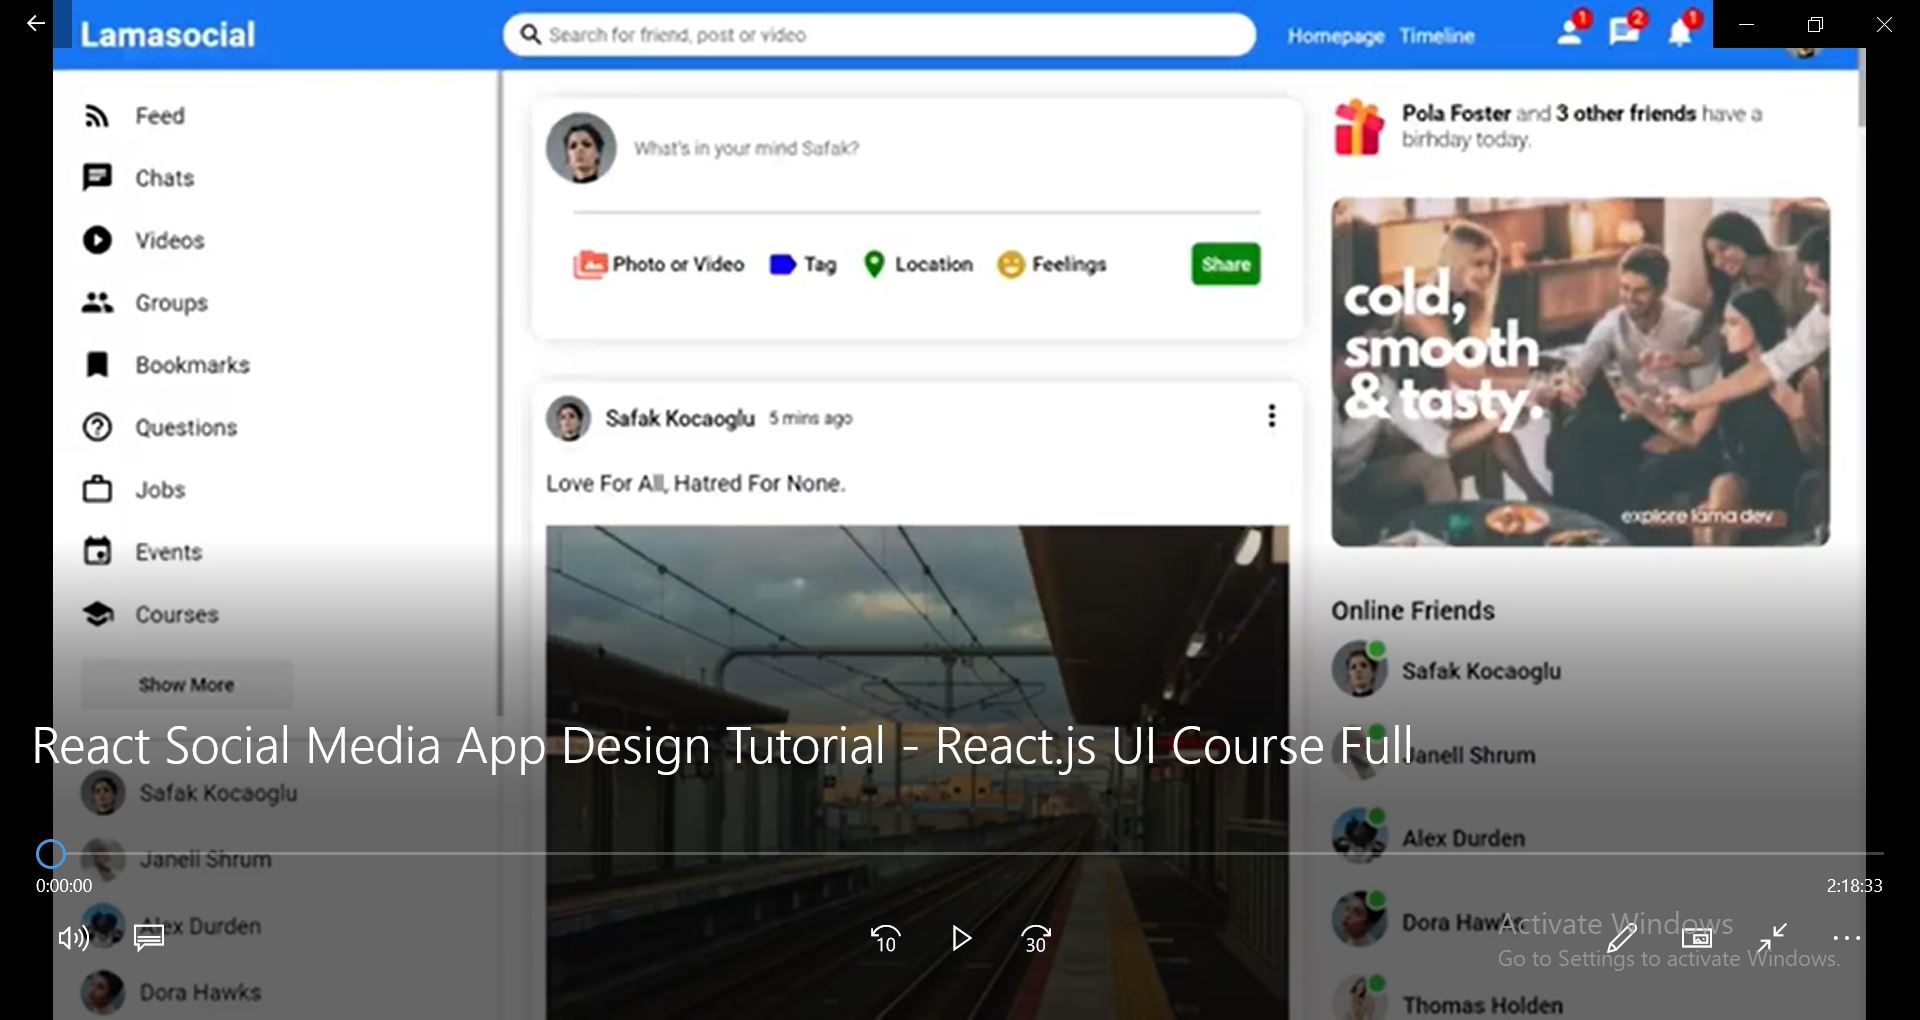 Lamasocial
Search for friend, post or video
Homepage Timeline
1
2
1
Feed
Chats
Videos
Groups
Bookmarks
Questions
Jobs
Events
Courses
Show More
What's in your mind Safak?
Photo or Video Tag Location Feelings
Share
Safak Kocaoglu 5 mins ago
Love For All, Hatred For None.
Pola Foster and 3 other friends have a
birhday today.
cold,
smooth
& tasty.
explore lama dev
Online Friends
Safak Kocaoglu
Janell Shrum
Alex Durden
Dora Hawks
Thomas Holden
React Social Media App Design Tutorial - React.js UI Course Full
Safak Kocaoglu
Janell Shrum
Alex Durden
Dora Hawks
0:00:00
2:18:33
10
30
Activate Windows
Go to Settings to activate Windows.